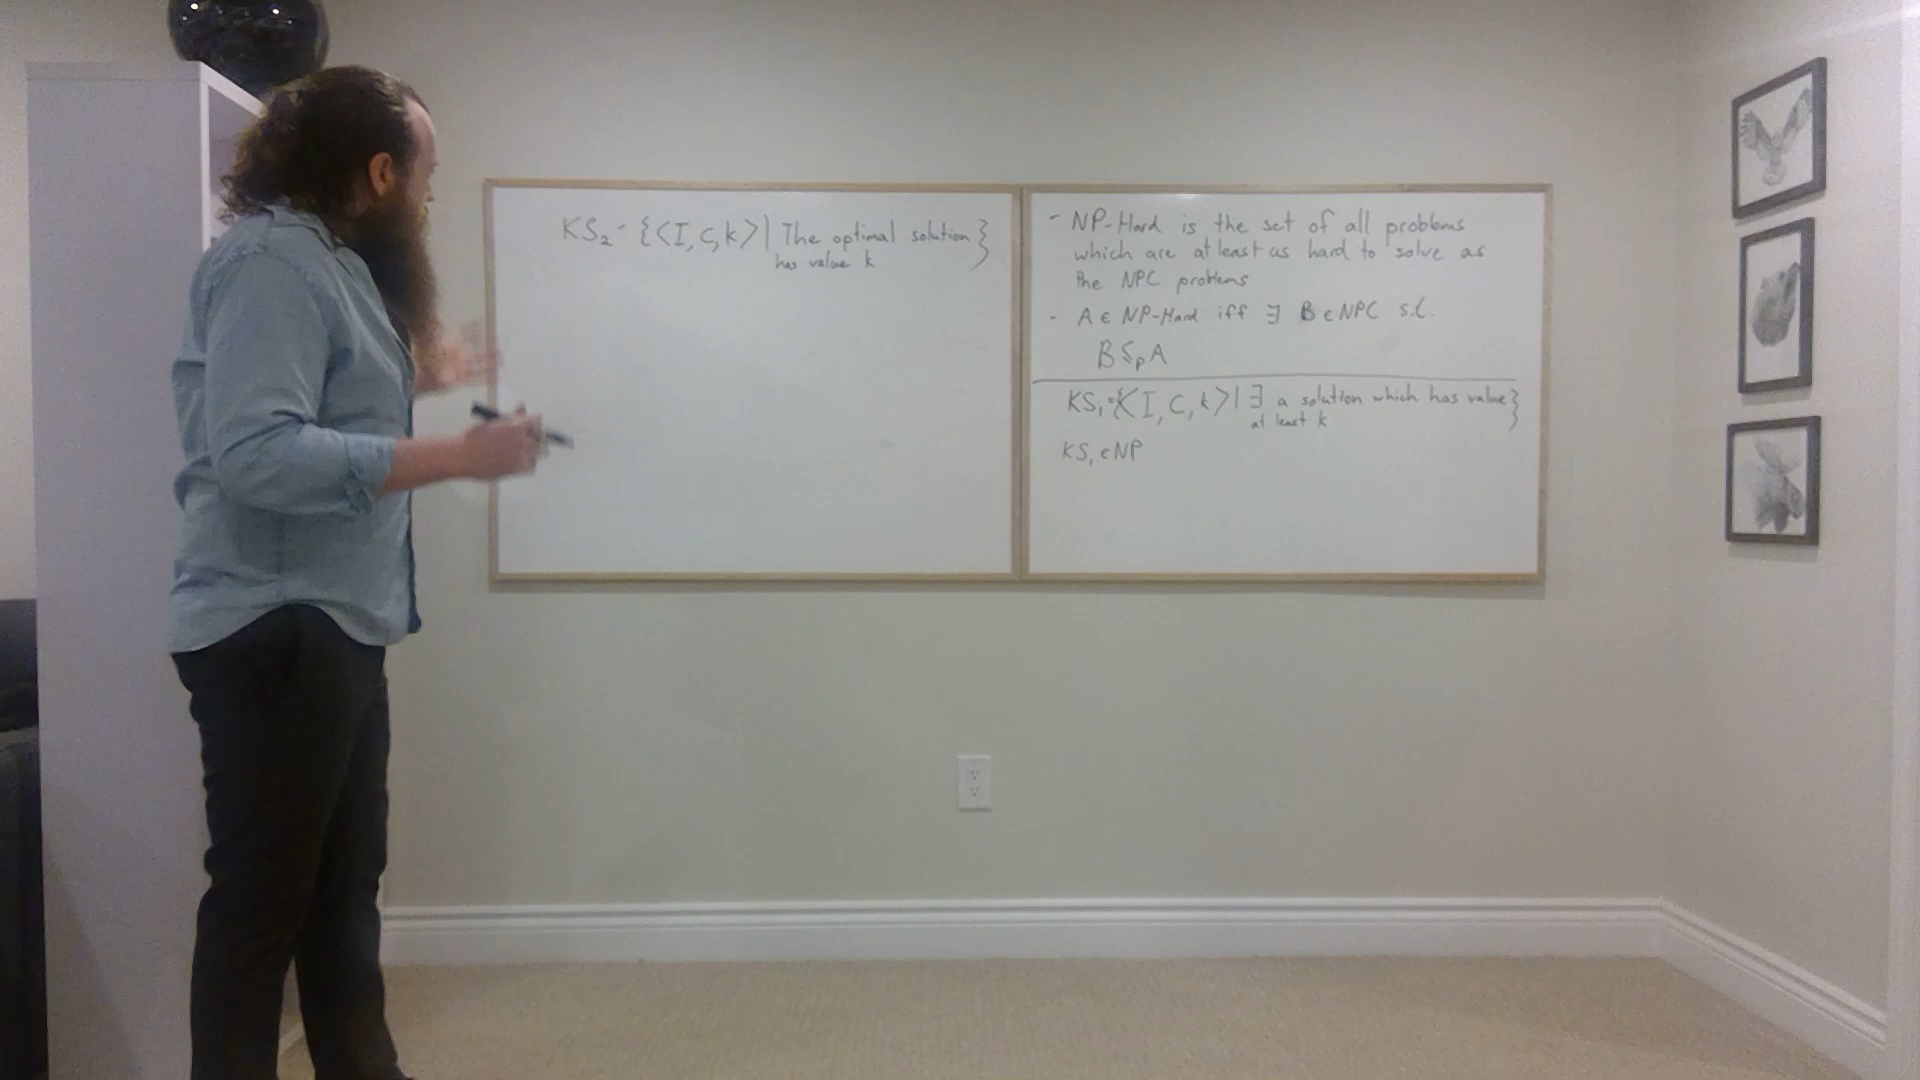 KS₂ = {<I, C, k> | The optimal solution }
has value k
- NP-Hard is the set of all problems
which are at least as hard to solve as
the NPC problems
- A ∈ NP-Hard iff ∃ B ∈ NPC s.t.
B ≤ₚ A
KS₁ = {<I, C, k> | ∃ a solution which has value }
at least k
KS₁ ∈ NP